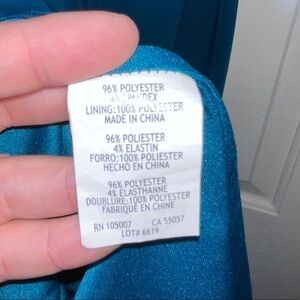 96% POLYESTER
4% SPANDEX
LINING:100% POLYESTER
MADE IN CHINA
96% POLIESTER
4% ELASTIN
FORRO:100% POLIESTER
HECHO EN CHINA
96% POLYESTER
4% ELASTHANNE
DOUBLURE:100% POLYESTER
FABRIQUÉ EN CHINE
RN 105007 CA 55057
LOT# 6619